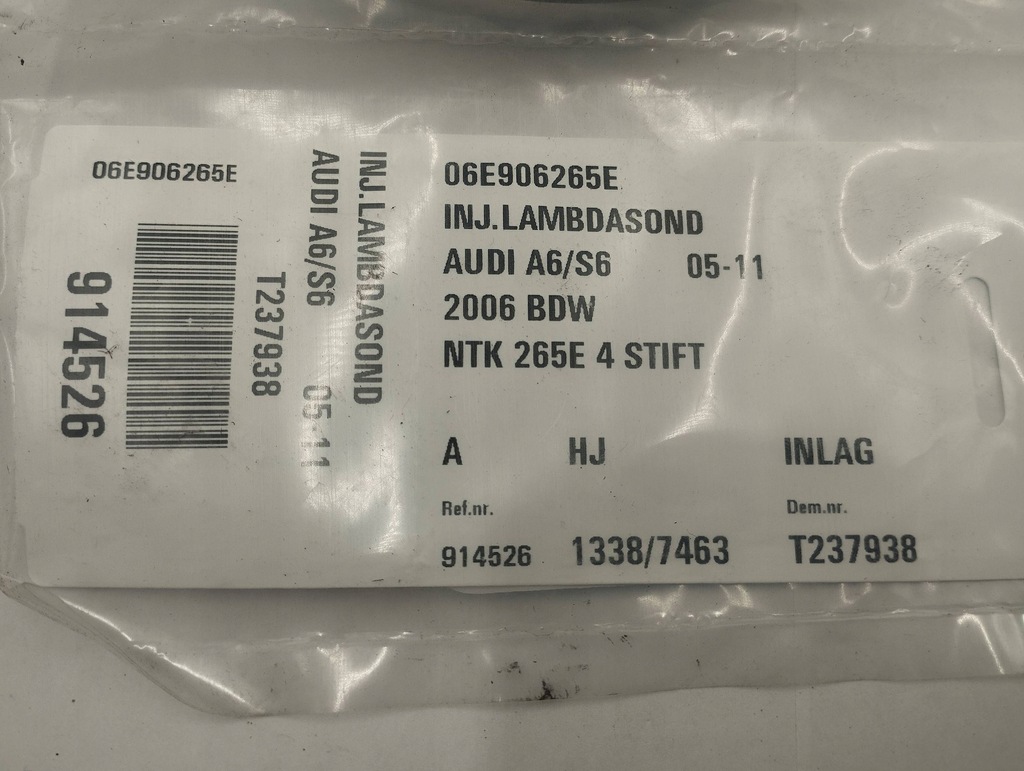 06E906265E
914526
T237938
AUDI A6/S6 05-11
INJ.LAMBDASOND
06E906265E
INJ.LAMBDASOND
AUDI A6/S6 05-11
2006 BDW
NTK 265E 4 STIFT
A HJ INLAG
Ref.nr. Dem.nr.
914526 1338/7463 T237938